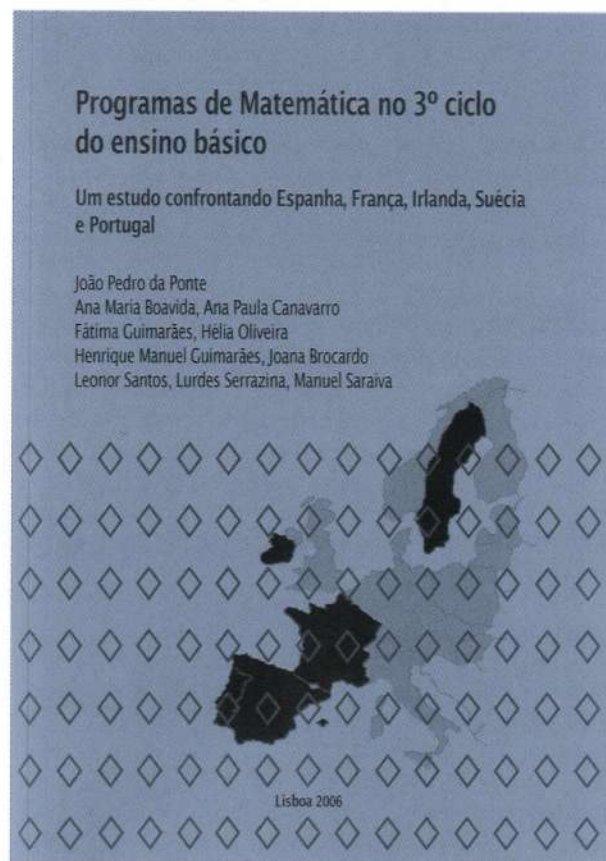 Programas de Matemática no 3º ciclo
do ensino básico
Um estudo confrontando Espanha, França, Irlanda, Suécia
e Portugal
João Pedro da Ponte
Ana Maria Boavida, Ana Paula Canavarro
Fátima Guimarães, Hélia Oliveira
Henrique Manuel Guimarães, Joana Brocardo
Leonor Santos, Lurdes Serrazina, Manuel Saraiva
Lisboa 2006